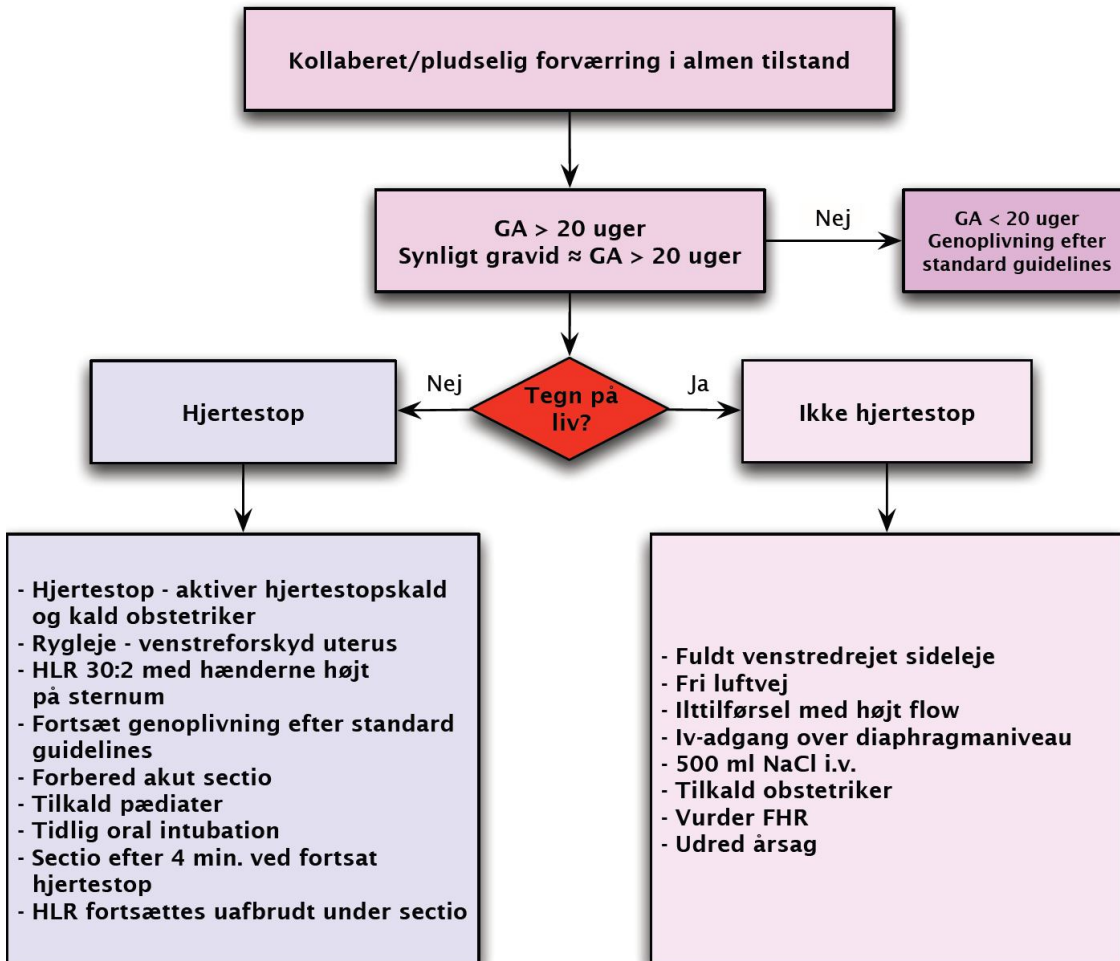 Kollaberet/pludselig forværring i almen tilstand
GA > 20 uger
Synligt gravid ≈ GA > 20 uger
Nej
GA < 20 uger
Genoplivning efter
standard guidelines
Nej
Tegn på
liv?
Ja
Hjertestop
Ikke hjertestop
- Hjertestop - aktiver hjertestopskald
og kald obstetriker
- Rygleje - venstreforskyd uterus
- HLR 30:2 med hænderne højt
på sternum
- Fortsæt genoplivning efter standard
guidelines
- Forbered akut sectio
- Tilkald pædiater
- Tidlig oral intubation
- Sectio efter 4 min. ved fortsat
hjertestop
- HLR fortsættes uafbrudt under sectio
- Fuldt venstredrejet sideleje
- Fri luftvej
- Ilttilførsel med højt flow
- Iv-adgang over diaphragmaniveau
- 500 ml NaCl i.v.
- Tilkald obstetriker
- Vurder FHR
- Udred årsag